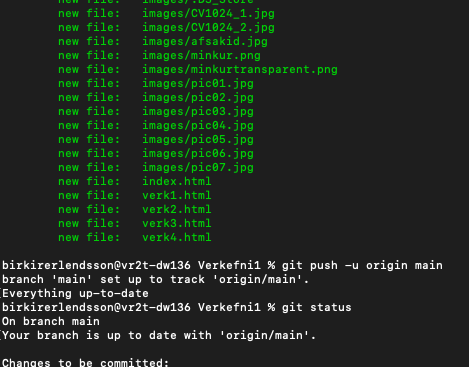 new file: images/.DS_Store
new file: images/CV1024_1.jpg
new file: images/CV1024_2.jpg
new file: images/afsakid.jpg
new file: images/minkur.png
new file: images/minkurtransparent.png
new file: images/pic01.jpg
new file: images/pic02.jpg
new file: images/pic03.jpg
new file: images/pic04.jpg
new file: images/pic05.jpg
new file: images/pic06.jpg
new file: images/pic07.jpg
new file: index.html
new file: verk1.html
new file: verk2.html
new file: verk3.html
new file: verk4.html
birkirerlendsson@vr2t-dw136 Verkefni1 % git push -u origin main
branch 'main' set up to track 'origin/main'.
Everything up-to-date
birkirerlendsson@vr2t-dw136 Verkefni1 % git status
On branch main
Your branch is up to date with 'origin/main'.
Changes to be committed: